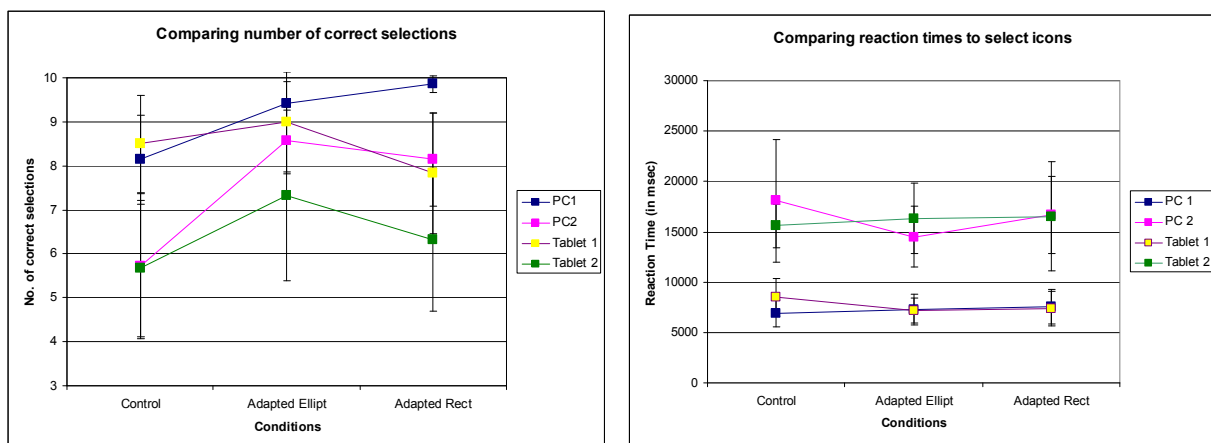 Comparing number of correct selections
No. of correct selections
10
9
8
7
6
5
4
3
Control
Adapted Ellipt
Adapted Rect
Conditions
PC1
PC2
Tablet 1
Tablet 2
Comparing reaction times to select icons
Reaction Time (in msec)
30000
25000
20000
15000
10000
5000
0
Control
Adapted Ellipt
Adapted Rect
Conditions
PC 1
PC 2
Tablet 1
Tablet 2